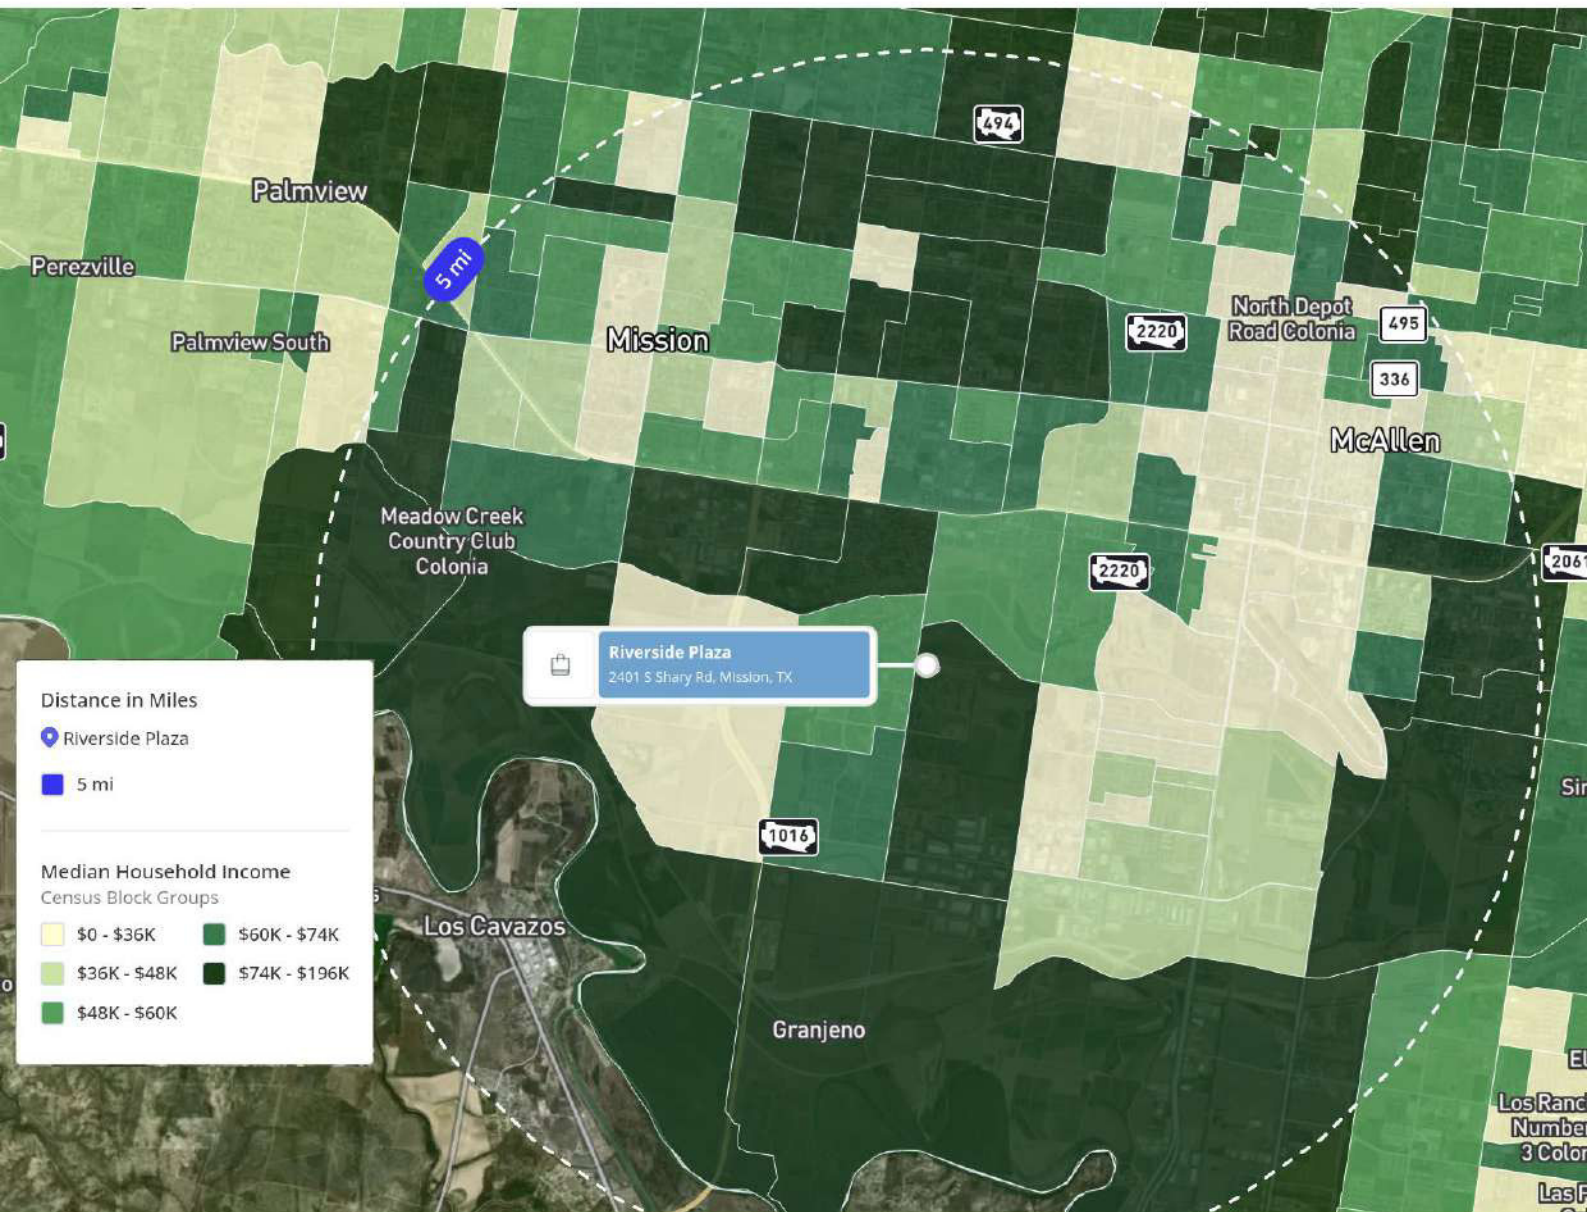 494
Palmview
5 mi
Perezville
North Depot
Road Colonia
495
2220
Palmview South
Mission
336
McAllen
Meadow Creek
Country Club
Colonia
2220
2061
Riverside Plaza
2401 S Shary Rd, Mission, TX
Distance in Miles
Riverside Plaza
5 mi
1016
Median Household Income
Census Block Groups
$0 - $36K
$60K - $74K
$36K - $48K
$74K - $196K
$48K - $60K
Los Cavazos
Granjeno
Los Ranc
Number
3 Color
Las